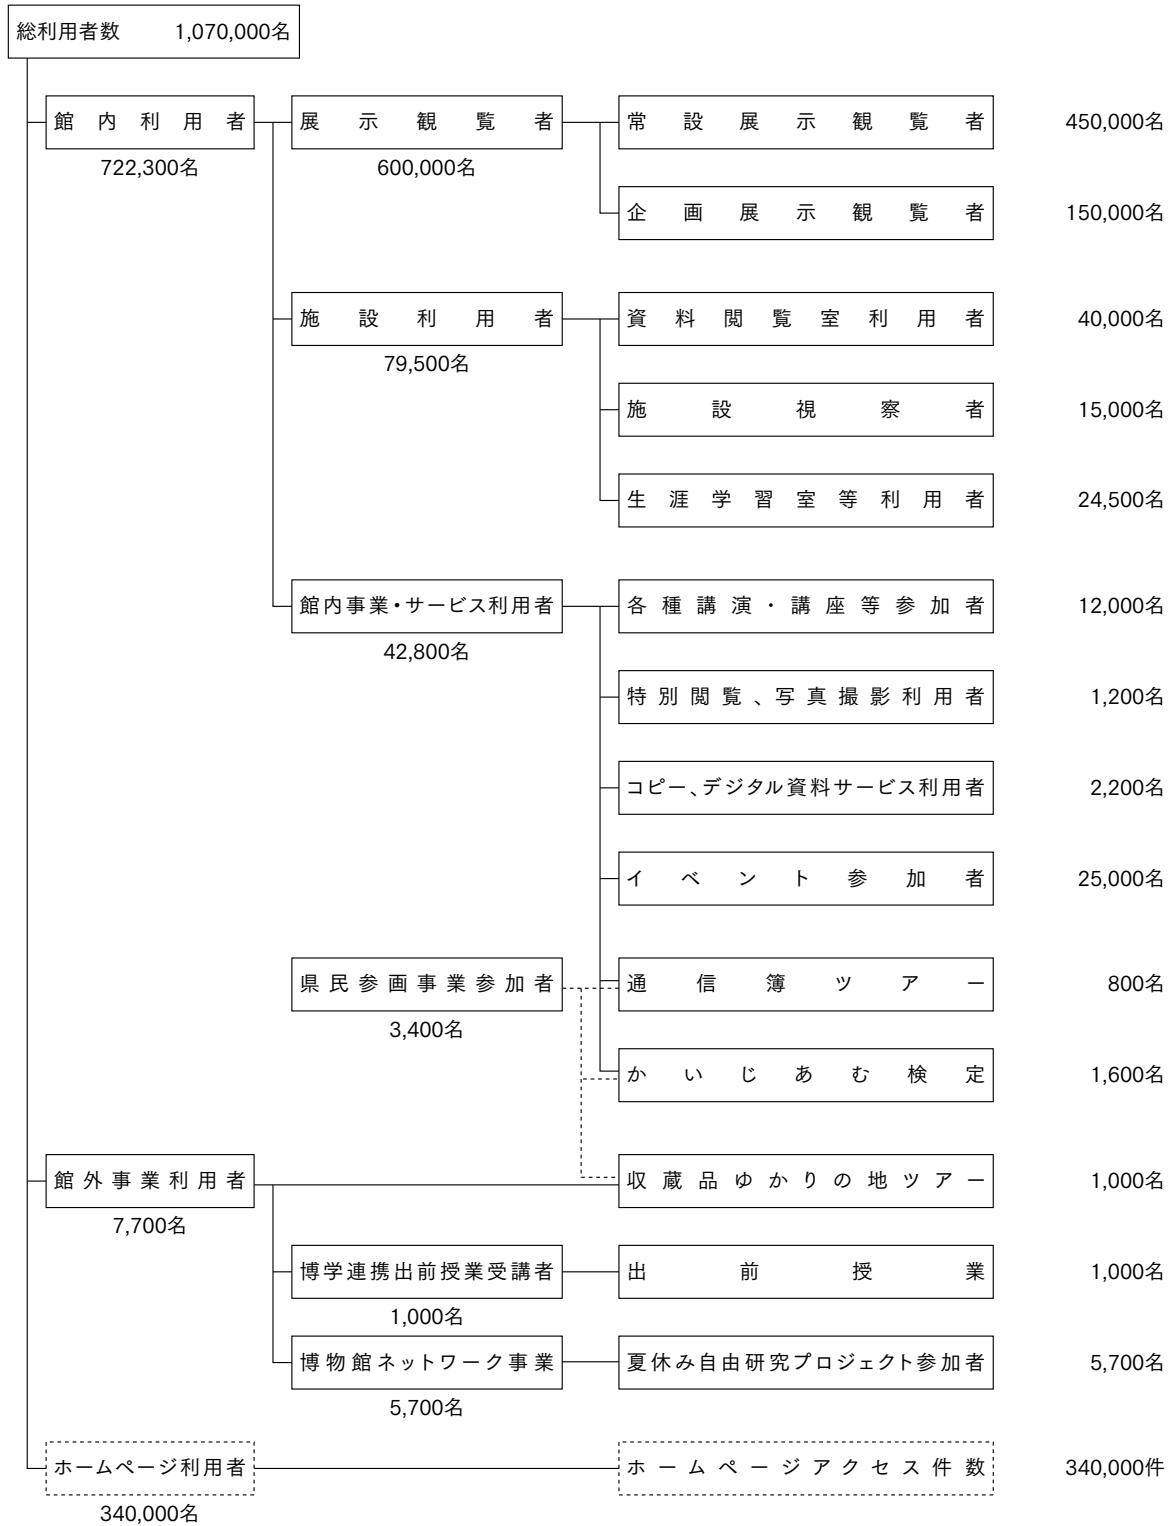 総利用者数 1,070,000名
館内利用者 展示観覧者 常設展示観覧者 450,000名
722,300名 600,000名
企画展示観覧者 150,000名
施設利用者 資料閲覧室利用者 40,000名
79,500名
施設視察者 15,000名
生涯学習室等利用者 24,500名
館内事業・サービス利用者 各種講演・講座等参加者 12,000名
42,800名
特別閲覧、写真撮影利用者 1,200名
コピー、デジタル資料サービス利用者 2,200名
イベント参加者 25,000名
県民参画事業参加者 通信簿ツアー 800名
3,400名
かいじあむ検定 1,600名
館外事業利用者 収蔵品ゆかりの地ツアー 1,000名
7,700名
博学連携出前授業受講者 出前授業 1,000名
1,000名
博物館ネットワーク事業 夏休み自由研究プロジェクト参加者 5,700名
5,700名
ホームページ利用者 ホームページアクセス件数 340,000件
340,000名